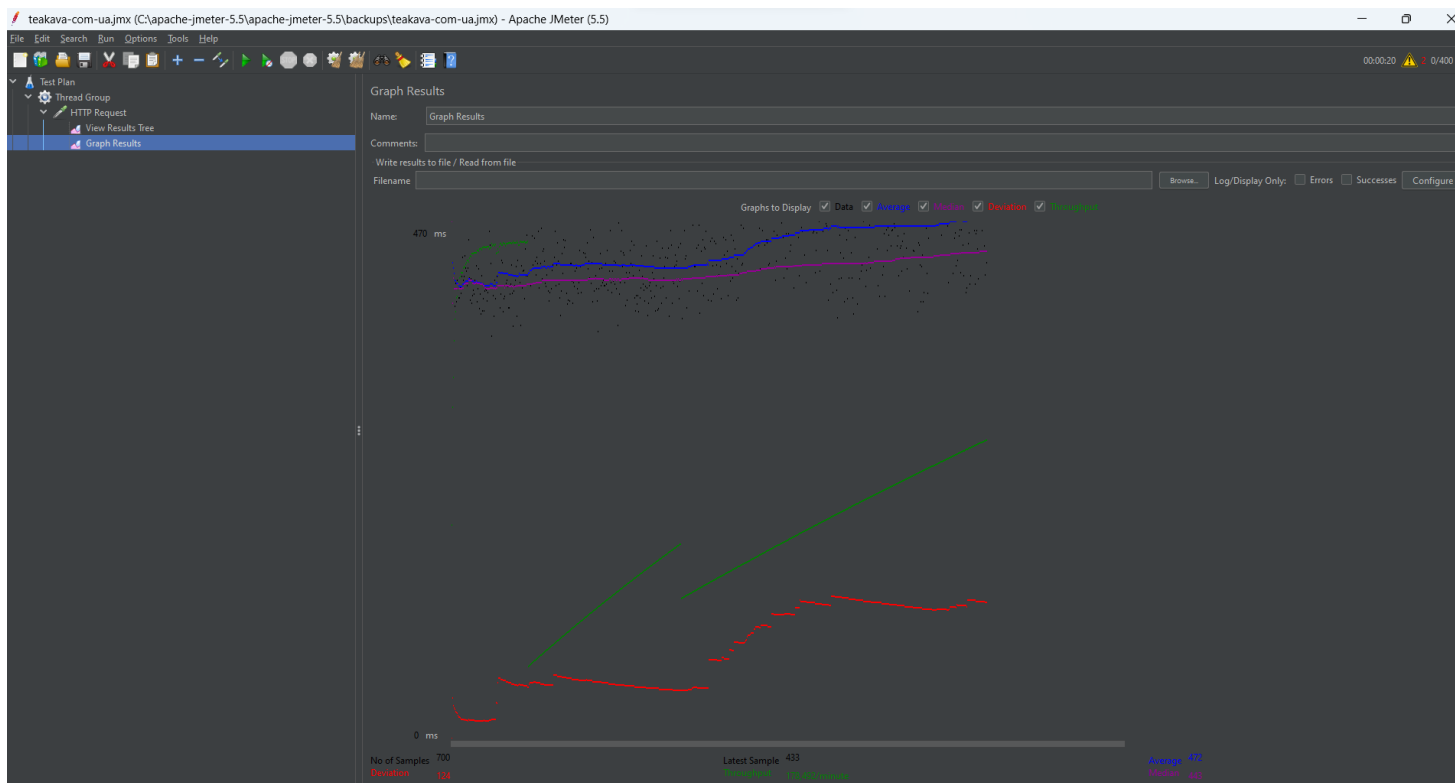 teakava-com-ua.jmx (C:\apache-jmeter-5.5\apache-jmeter-5.5\backups\teakava-com-ua.jmx) - Apache JMeter (5.5)
File Edit Search Run Options Tools Help
00:00:20 2 0/400
Test Plan
Thread Group
HTTP Request
View Results Tree
Graph Results
Graph Results
Name: Graph Results
Comments:
Write results to file / Read from file
Filename Browse... Log/Display Only: Errors Successes Configure
Graphs to Display Data Average Median Deviation Throughput
470 ms
0 ms
No of Samples 700 Latest Sample 433 Average 472
Deviation 124 Throughput Median